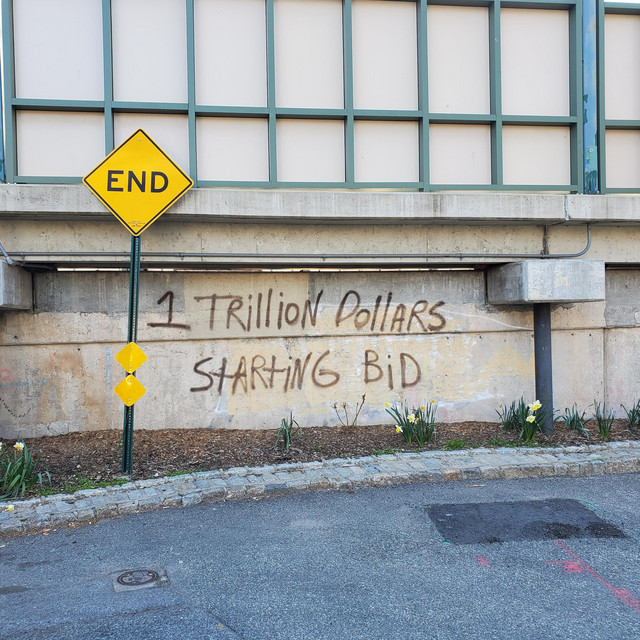 END
1 TRillION DollARS
STARtING BiD